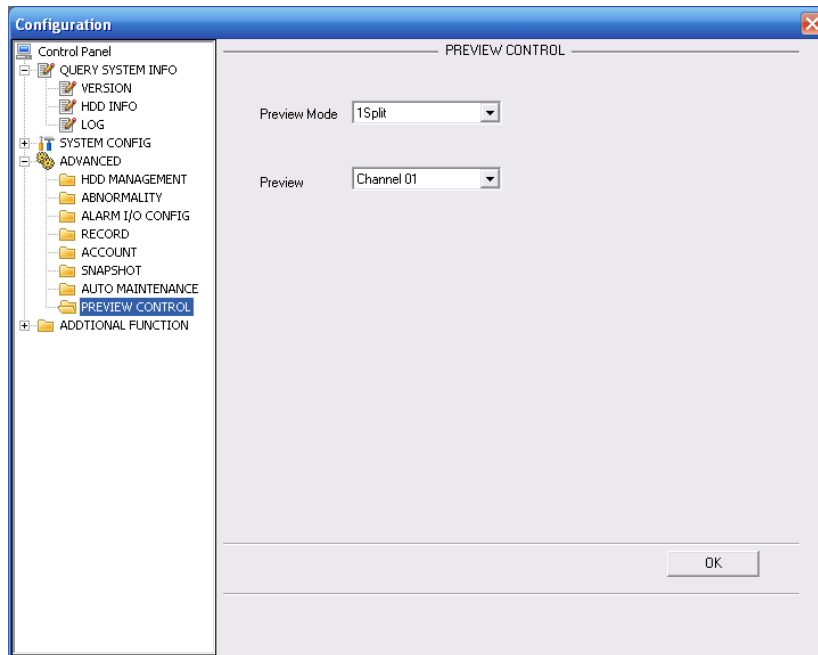 Configuration
Control Panel
QUERY SYSTEM INFO
VERSION
HDD INFO
LOG
SYSTEM CONFIG
ADVANCED
HDD MANAGEMENT
ABNORMALITY
ALARM I/O CONFIG
RECORD
ACCOUNT
SNAPSHOT
AUTO MAINTENANCE
PREVIEW CONTROL
ADDTIONAL FUNCTION
PREVIEW CONTROL
Preview Mode 1Split
Preview Channel 01
OK